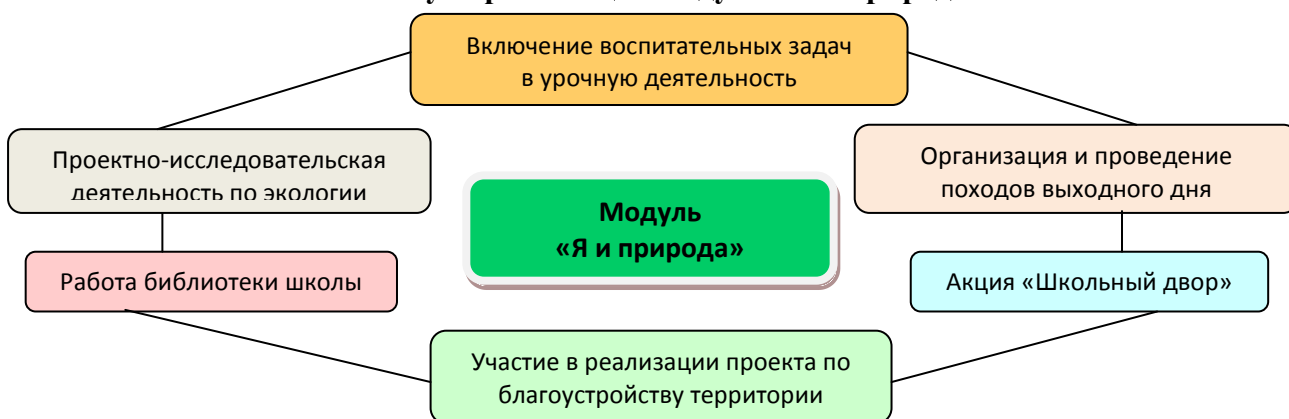 Включение воспитательных задач
в урочную деятельность
Проектно-исследовательская
деятельность по экологии
Организация и проведение
походов выходного дня
Модуль
«Я и природа»
Работа библиотеки школы
Акция «Школьный двор»
Участие в реализации проекта по
благоустройству территории